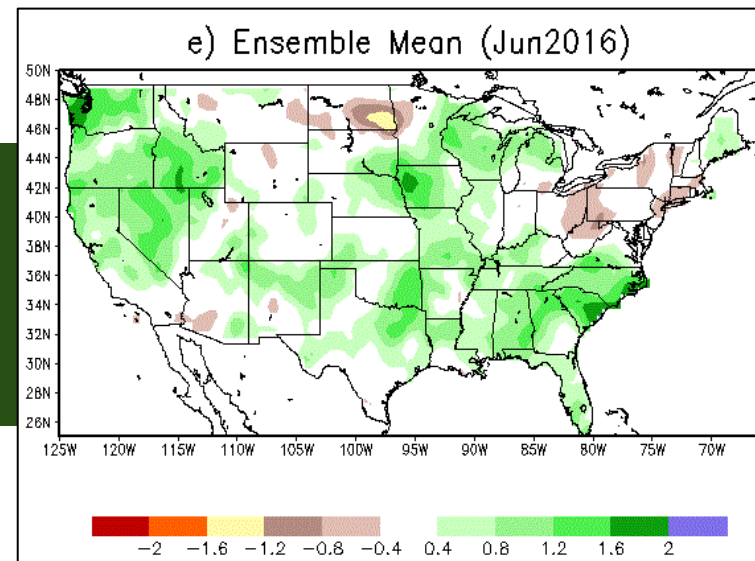 e) Ensemble Mean (Jun2016)
50N
48N
46N
44N
42N
40N
38N
36N
34N
32N
30N
28N
26N
125W 120W 115W 110W 105W 100W 95W 90W 85W 80W 75W 70W
−2 −1.6 −1.2 −0.8 −0.4 0.4 0.8 1.2 1.6 2